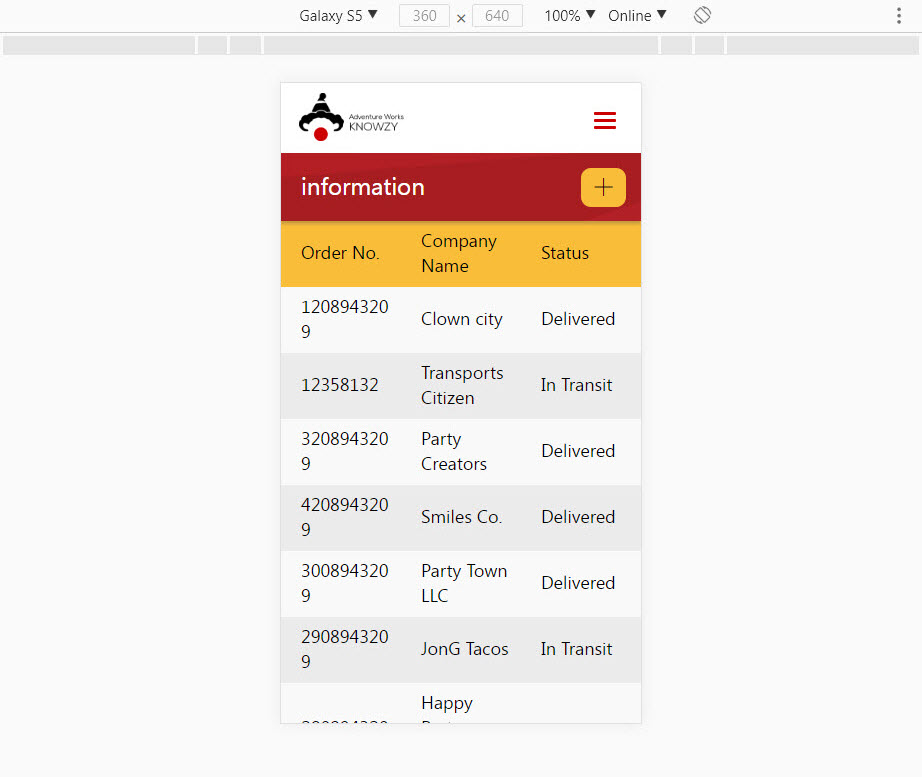 Galaxy S5 ▼ 360 × 640 100% ▼ Online ▼
Adventure Works
KNOWZY
information
Order No. Company Name Status
1208943209 Clown city Delivered
12358132 Transports Citizen In Transit
3208943209 Party Creators Delivered
4208943209 Smiles Co. Delivered
3008943209 Party Town LLC Delivered
2908943209 JonG Tacos In Transit
Happy